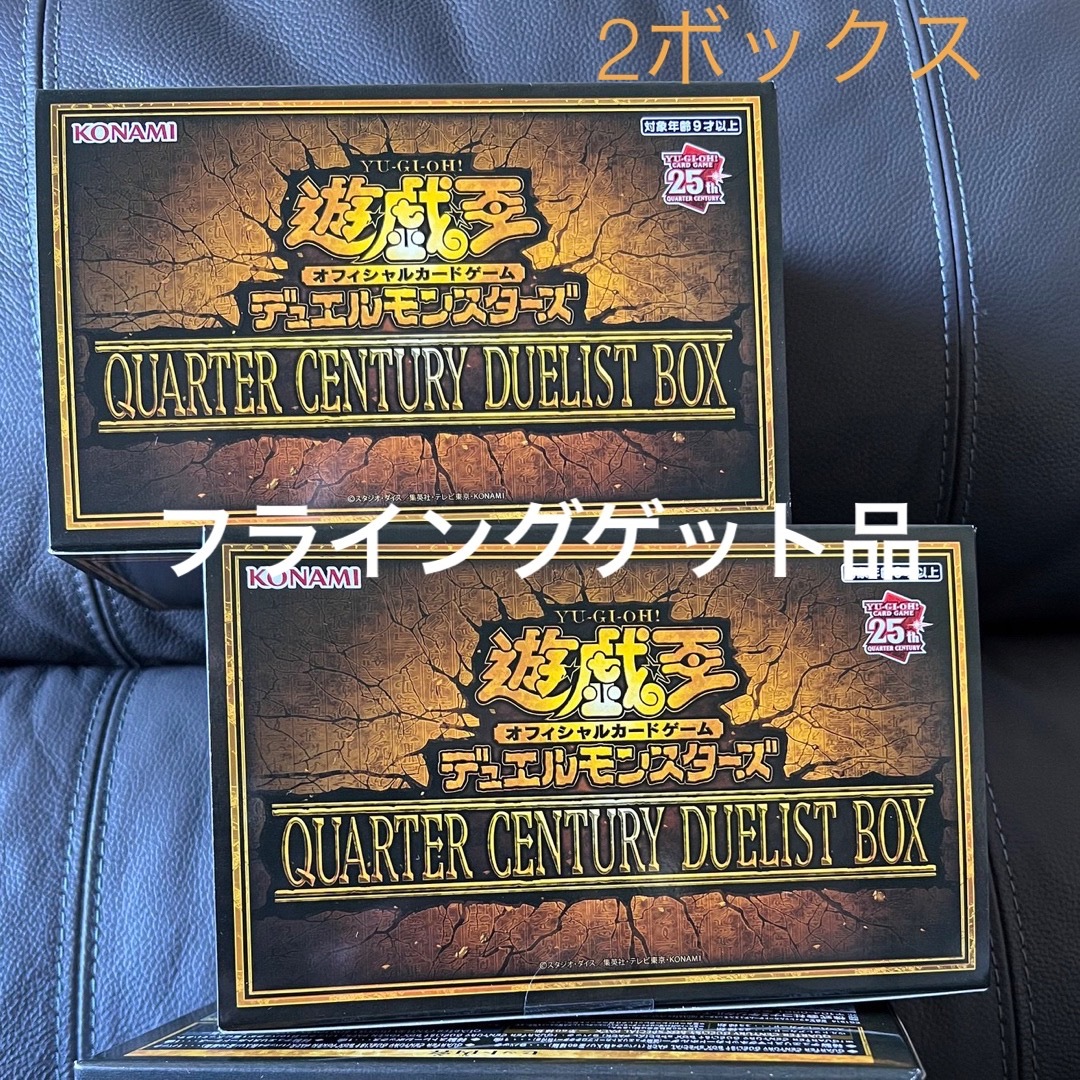 2ボックス
KONAMI
対象年齢9才以上
YU-GI-OH!
遊戯王
オフィシャルカードゲーム
デュエルモンスターズ
YU-GI-OH!
CARD GAME
25th
QUARTER CENTURY
QUARTER CENTURY DUELIST BOX
©スタジオ・ダイス/集英社・テレビ東京・KONAMI
フライングゲット品
KONAMI
以上
YU-GI-OH!
遊戯王
オフィシャルカードゲーム
デュエルモンスターズ
YU-GI-OH!
CARD GAME
25th
QUARTER CENTURY
QUARTER CENTURY DUELIST BOX
©スタジオ・ダイス/集英社・テレビ東京・KONAMI
セット内容